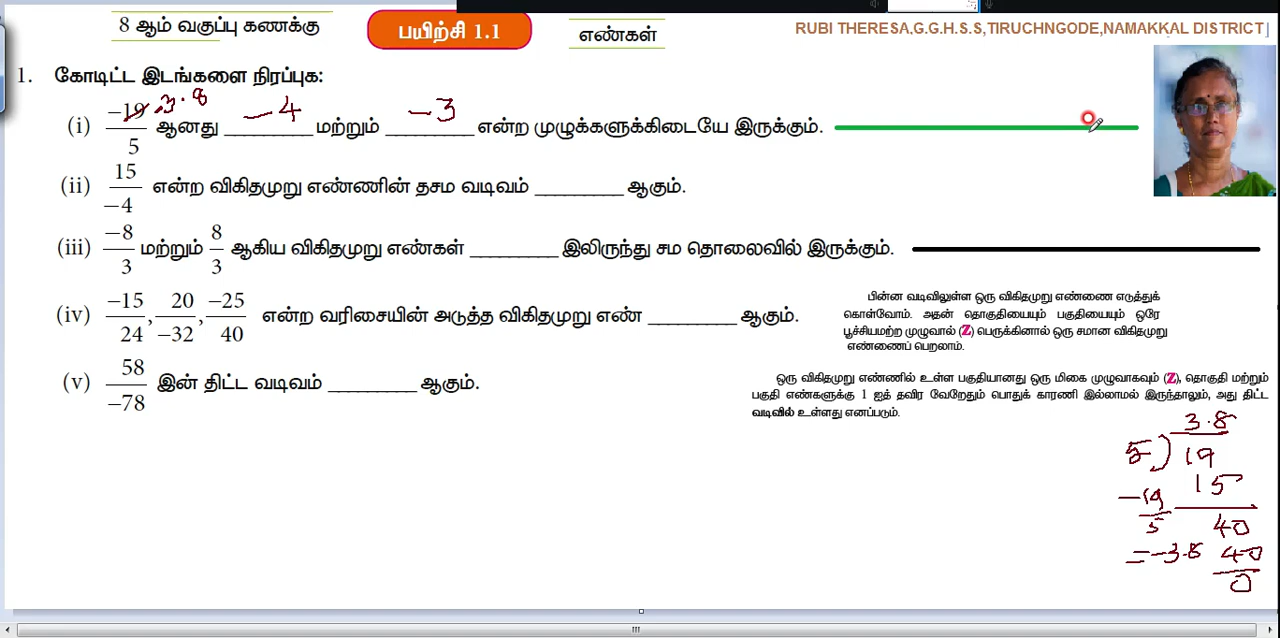 8 ஆம் வகுப்பு கணக்கு
பயிற்சி 1.1
எண்கள்
RUBI THERESA,G.G.H.S.S,TIRUCHNGODE,NAMAKKAL DISTRICT
1. கோடிட்ட இடங்களை நிரப்புக:
(i) -19/5 -3.8 ஆனது -4 மற்றும் -3 என்ற முழுக்களுக்கிடையே இருக்கும்.
(ii) 15/-4 என்ற விகிதமுறு எண்ணின் தசம வடிவம் ________ ஆகும்.
(iii) -8/3 மற்றும் 8/3 ஆகிய விகிதமுறு எண்கள் ________ இலிருந்து சம தொலைவில் இருக்கும்.
(iv) -15/24, 20/-32, -25/40 என்ற வரிசையின் அடுத்த விகிதமுறு எண் ________ ஆகும்.
(v) 58/-78 இன் திட்ட வடிவம் ________ ஆகும்.
பின்ன வடிவிலுள்ள ஒரு விகிதமுறு எண்ணை எடுத்துக்
கொள்வோம். அதன் தொகுதியையும் பகுதியையும் ஒரே
பூச்சியமற்ற முழுவால் (Z) பெருக்கினால் ஒரு சமான விகிதமுறு
எண்ணைப் பெறலாம்.
ஒரு விகிதமுறு எண்ணில் உள்ள பகுதியானது ஒரு மிகை முழுவாகவும் (Z), தொகுதி மற்றும்
பகுதி எண்களுக்கு 1 ஐத் தவிர வேறேதும் பொதுக் காரணி இல்லாமல் இருந்தாலும், அது திட்ட
வடிவில் உள்ளது எனப்படும்.
3.8
5) 19
15
-19/5
40
= -3.8
40
0